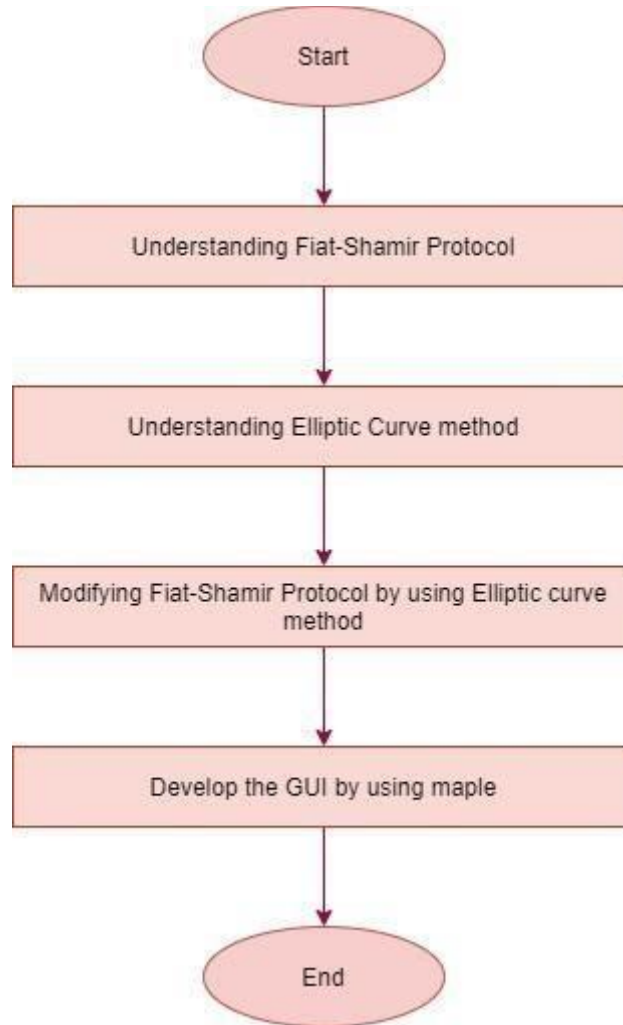 Start
Understanding Fiat-Shamir Protocol
Understanding Elliptic Curve method
Modifying Fiat-Shamir Protocol by using Elliptic curve
method
Develop the GUI by using maple
End